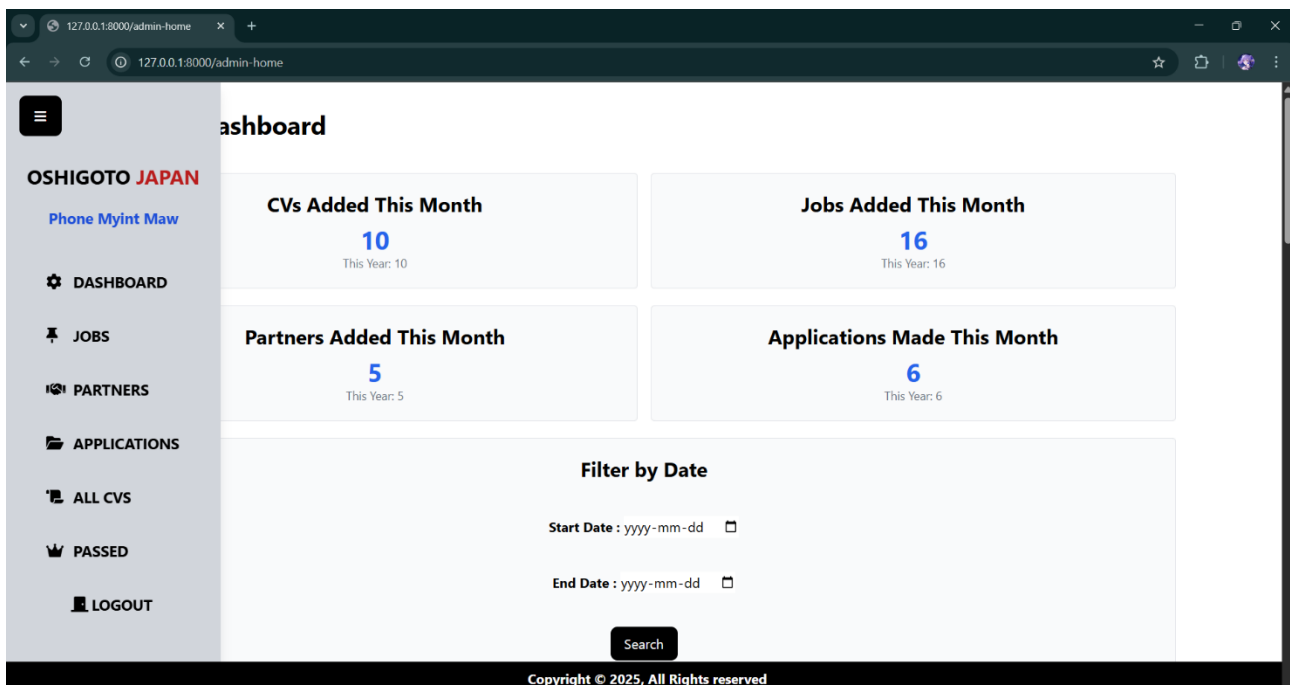 127.0.0.1:8000/admin-home
127.0.0.1:8000/admin-home
ashboard
OSHIGOTO JAPAN
Phone Myint Maw
DASHBOARD
JOBS
PARTNERS
APPLICATIONS
ALL CVS
PASSED
LOGOUT
CVs Added This Month
10
This Year: 10
Jobs Added This Month
16
This Year: 16
Partners Added This Month
5
This Year: 5
Applications Made This Month
6
This Year: 6
Filter by Date
Start Date : yyyy-mm-dd
End Date : yyyy-mm-dd
Search
Copyright © 2025, All Rights reserved